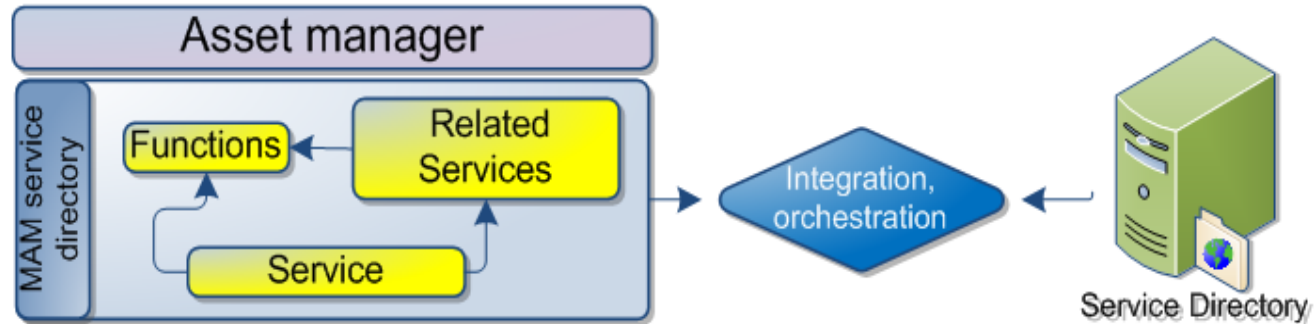 Asset manager
MAM service
directory
Functions
Related
Services
Service
Integration,
orchestration
Service Directory